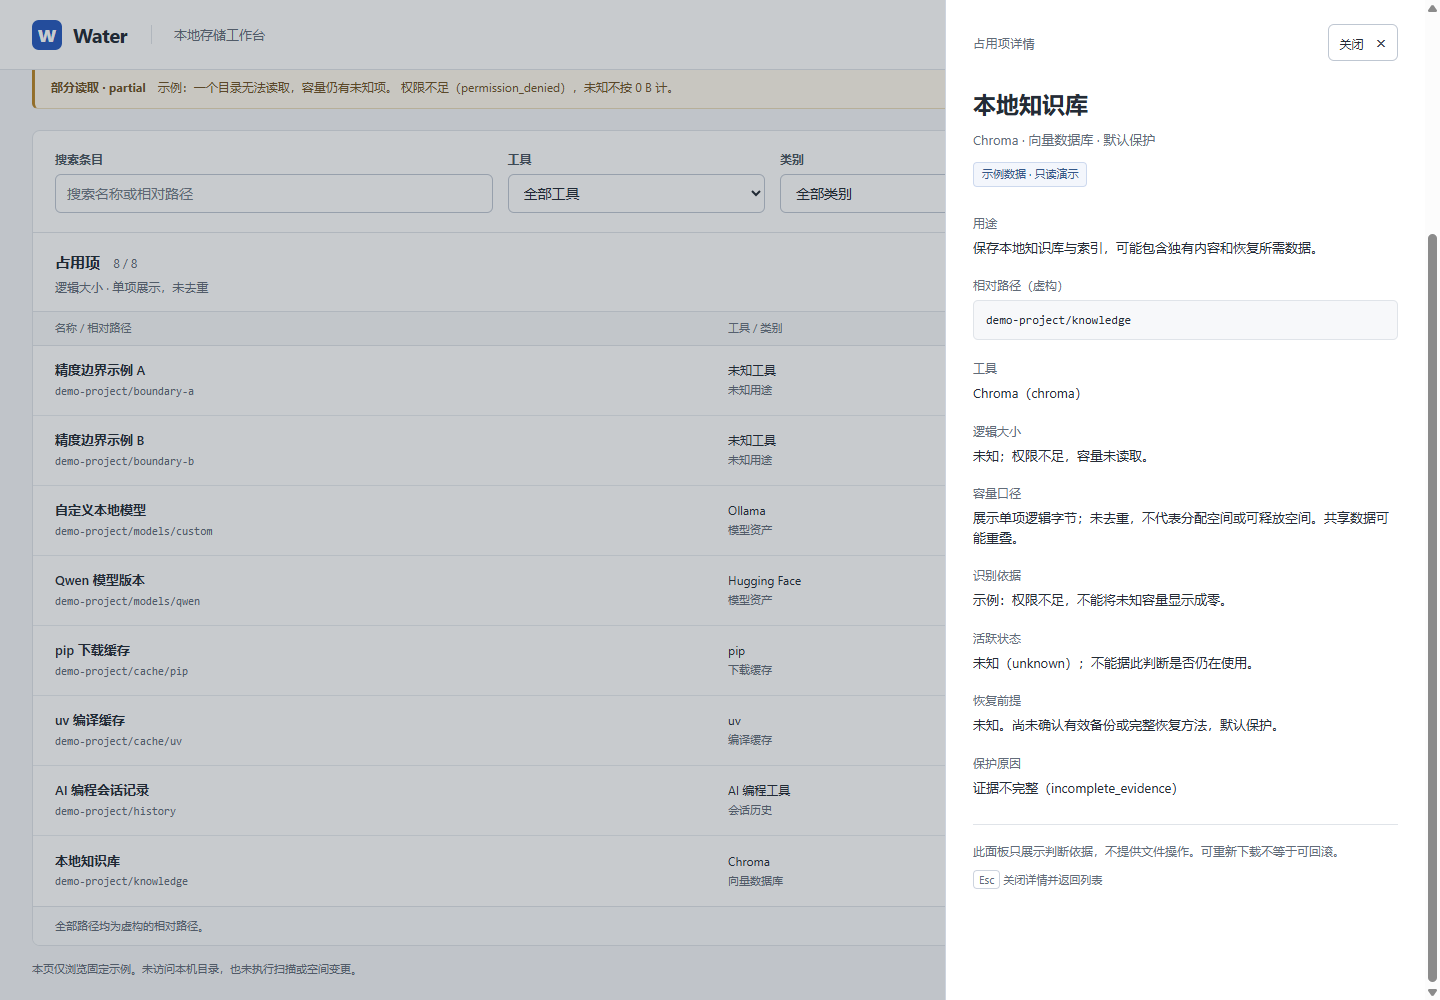 W Water 本地存储工作台
部分读取 · partial 示例：一个目录无法读取，容量仍有未知项。 权限不足（permission_denied），未知不按 0 B 计。
搜索条目 工具 类别
搜索名称或相对路径 全部工具 全部类别
占用项 8 / 8
逻辑大小 · 单项展示，未去重
名称 / 相对路径 工具 / 类别
精度边界示例 A 未知工具
demo-project/boundary-a 未知用途
精度边界示例 B 未知工具
demo-project/boundary-b 未知用途
自定义本地模型 Ollama
demo-project/models/custom 模型资产
Qwen 模型版本 Hugging Face
demo-project/models/qwen 模型资产
pip 下载缓存 pip
demo-project/cache/pip 下载缓存
uv 编译缓存 uv
demo-project/cache/uv 编译缓存
AI 编程会话记录 AI 编程工具
demo-project/history 会话历史
本地知识库 Chroma
demo-project/knowledge 向量数据库
全部路径均为虚构的相对路径。
本页仅浏览固定示例。未访问本机目录，也未执行扫描或空间变更。
占用项详情 关闭 ×
本地知识库
Chroma · 向量数据库 · 默认保护
示例数据 · 只读演示
用途
保存本地知识库与索引，可能包含独有内容和恢复所需数据。
相对路径（虚构）
demo-project/knowledge
工具
Chroma（chroma）
逻辑大小
未知；权限不足，容量未读取。
容量口径
展示单项逻辑字节；未去重，不代表分配空间或可释放空间。共享数据可
能重叠。
识别依据
示例：权限不足，不能将未知容量显示成零。
活跃状态
未知（unknown）；不能据此判断是否仍在使用。
恢复前提
未知。尚未确认有效备份或完整恢复方法，默认保护。
保护原因
证据不完整（incomplete_evidence）
此面板只展示判断依据，不提供文件操作。可重新下载不等于可回滚。
Esc 关闭详情并返回列表